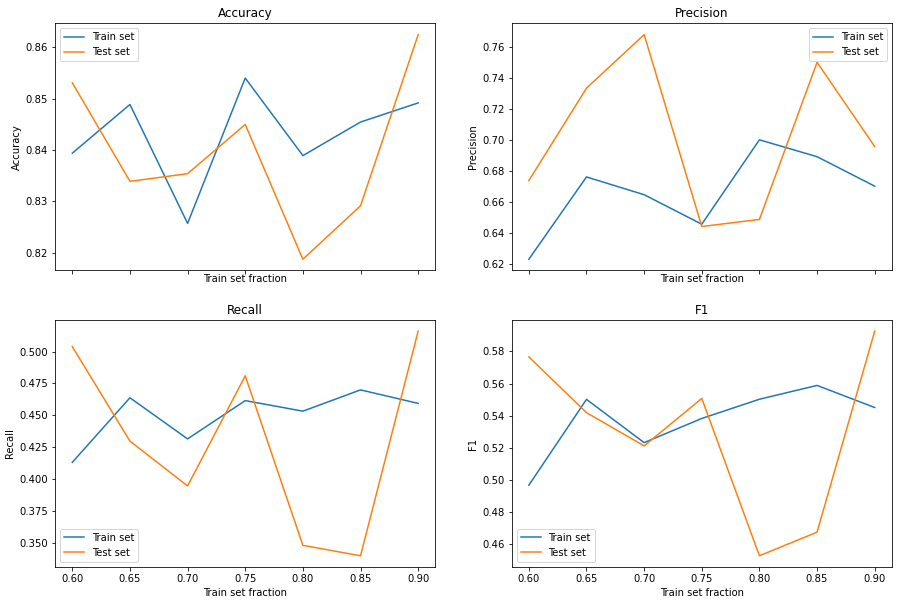 Accuracy
Train set
Test set
0.86
0.85
0.84
0.83
0.82
Accuracy
Train set fraction
Precision
Train set
Test set
0.76
0.74
0.72
0.70
0.68
0.66
0.64
0.62
Precision
Train set fraction
Recall
0.500
0.475
0.450
0.425
0.400
0.375
0.350
Recall
Train set
Test set
0.60 0.65 0.70 0.75 0.80 0.85 0.90
Train set fraction
F1
0.58
0.56
0.54
0.52
0.50
0.48
0.46
F1
Train set
Test set
0.60 0.65 0.70 0.75 0.80 0.85 0.90
Train set fraction